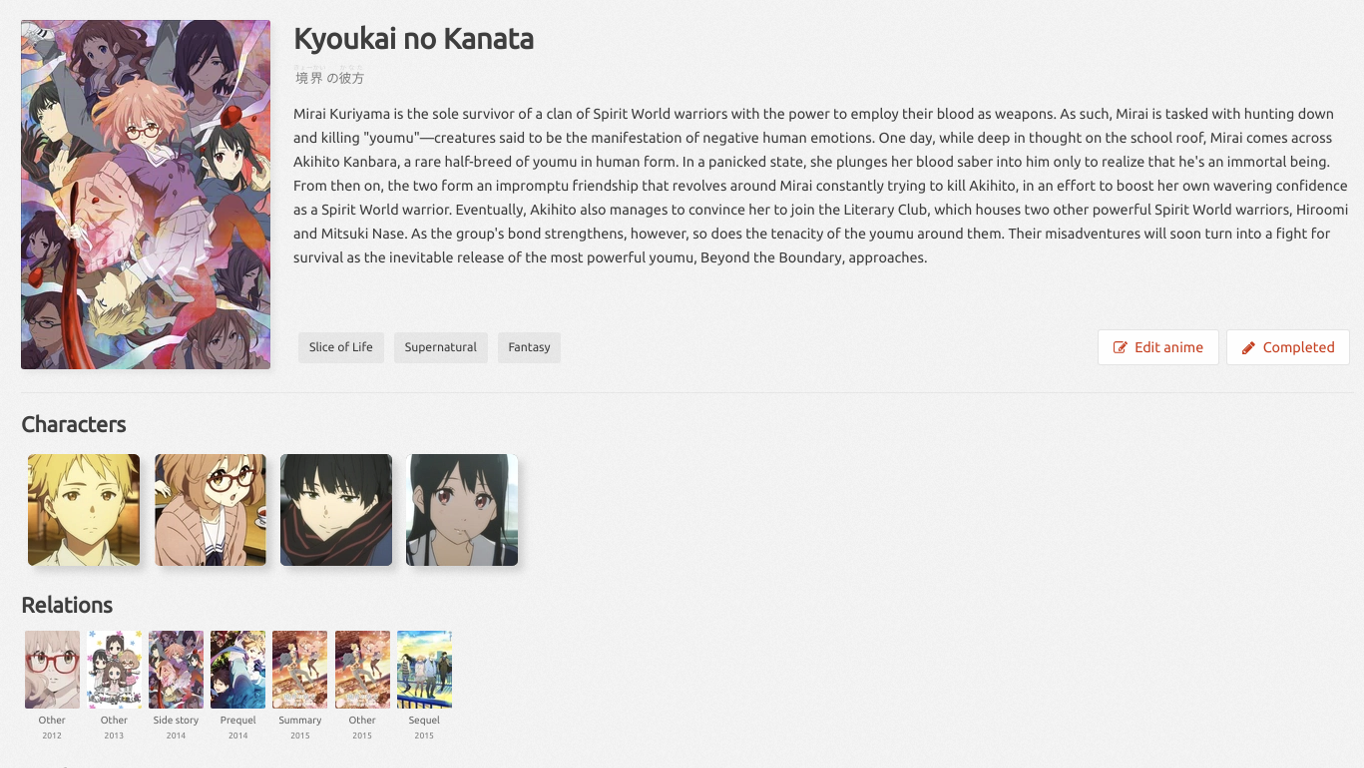 Kyoukai no Kanata
境界の彼方
Mirai Kuriyama is the sole survivor of a clan of Spirit World warriors with the power to employ their blood as weapons. As such, Mirai is tasked with hunting down
and killing "youmu"—creatures said to be the manifestation of negative human emotions. One day, while deep in thought on the school roof, Mirai comes across
Akihito Kanbara, a rare half-breed of youmu in human form. In a panicked state, she plunges her blood saber into him only to realize that he's an immortal being.
From then on, the two form an impromptu friendship that revolves around Mirai constantly trying to kill Akihito, in an effort to boost her own wavering confidence
as a Spirit World warrior. Eventually, Akihito also manages to convince her to join the Literary Club, which houses two other powerful Spirit World warriors, Hiroomi
and Mitsuki Nase. As the group's bond strengthens, however, so does the tenacity of the youmu around them. Their misadventures will soon turn into a fight for
survival as the inevitable release of the most powerful youmu, Beyond the Boundary, approaches.
Slice of Life Supernatural Fantasy Edit anime Completed
Characters
Relations
Other Other Side story Prequel Summary Other Sequel
2012 2013 2014 2014 2015 2015 2015